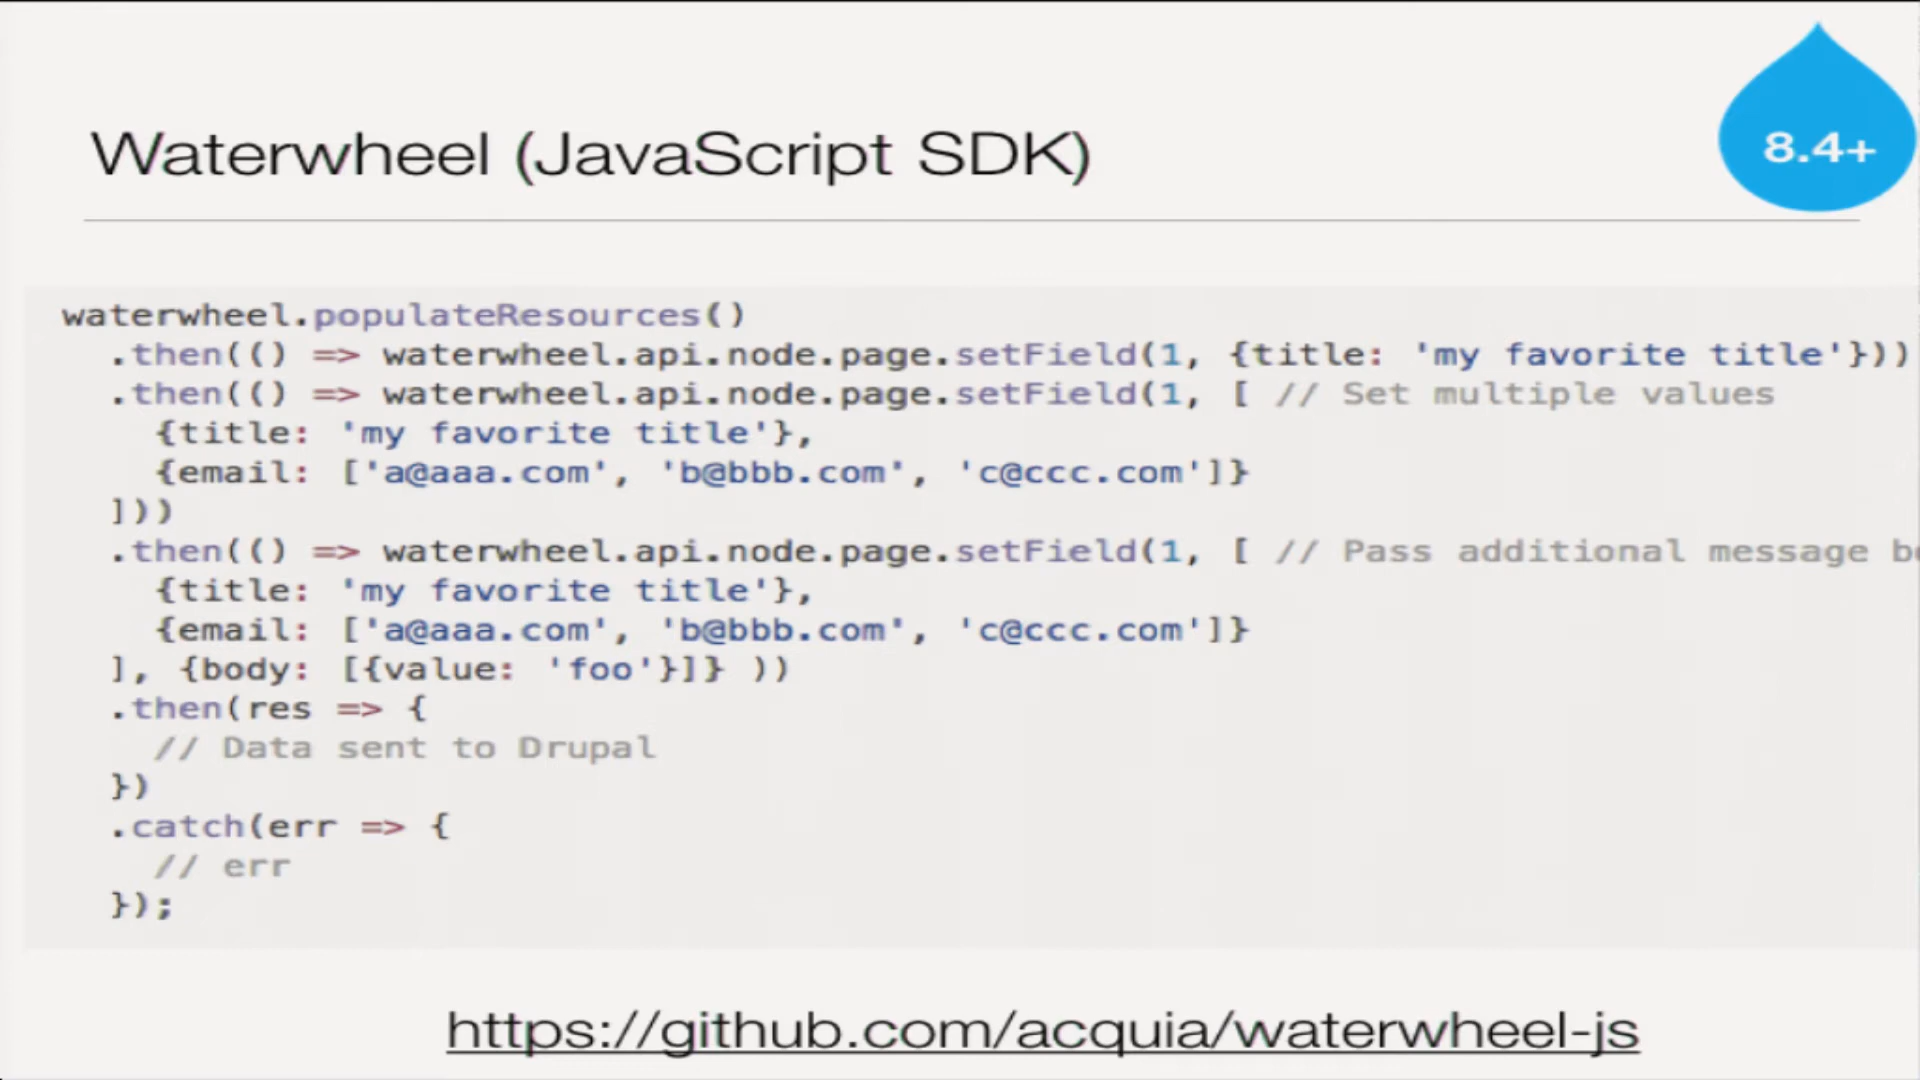 8.4+
Waterwheel (JavaScript SDK)
waterwheel.populateResources()
.then(() => waterwheel.api.node.page.setField(1, {title: 'my favorite title'}))
.then(() => waterwheel.api.node.page.setField(1, [ // Set multiple values
{title: 'my favorite title'},
{email: ['a@aaa.com', 'b@bbb.com', 'c@ccc.com']}
]))
.then(() => waterwheel.api.node.page.setField(1, [ // Pass additional message
{title: 'my favorite title'},
{email: ['a@aaa.com', 'b@bbb.com', 'c@ccc.com']}
], {body: [{value: 'foo'}]} ))
.then(res => {
// Data sent to Drupal
})
.catch(err => {
// err
});
https://github.com/acquia/waterwheel-js